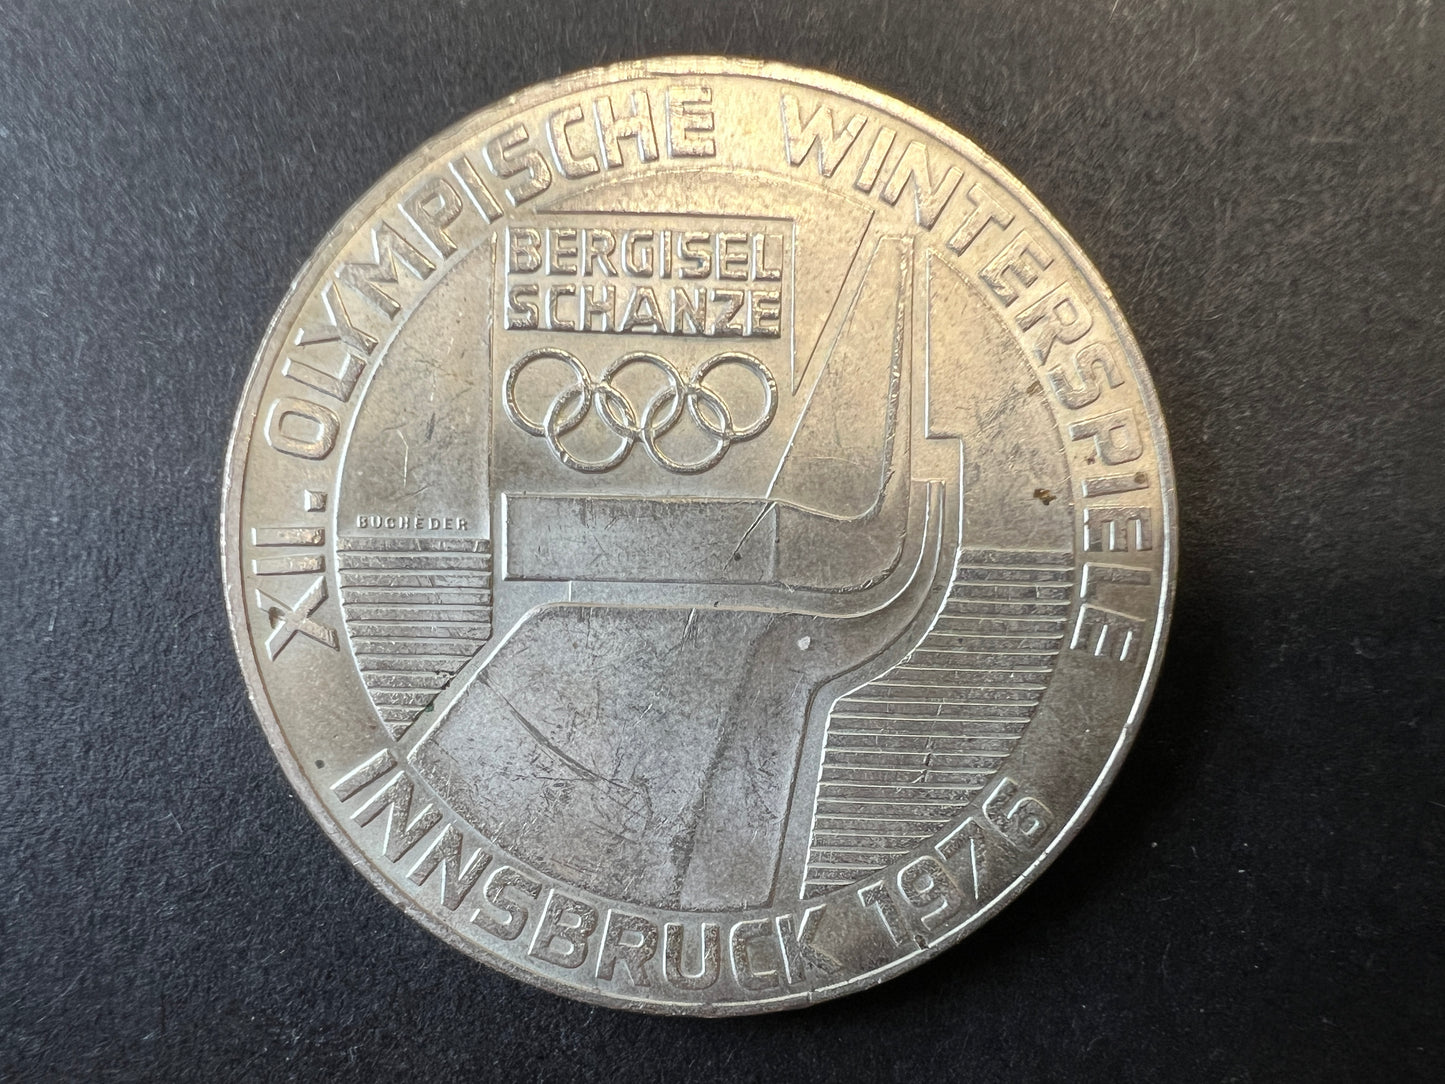 XII. OLYMPISCHE WINTERSPIELE
BERGISEL
SCHANZE
BUCHEDER
INNSBRUCK 1976